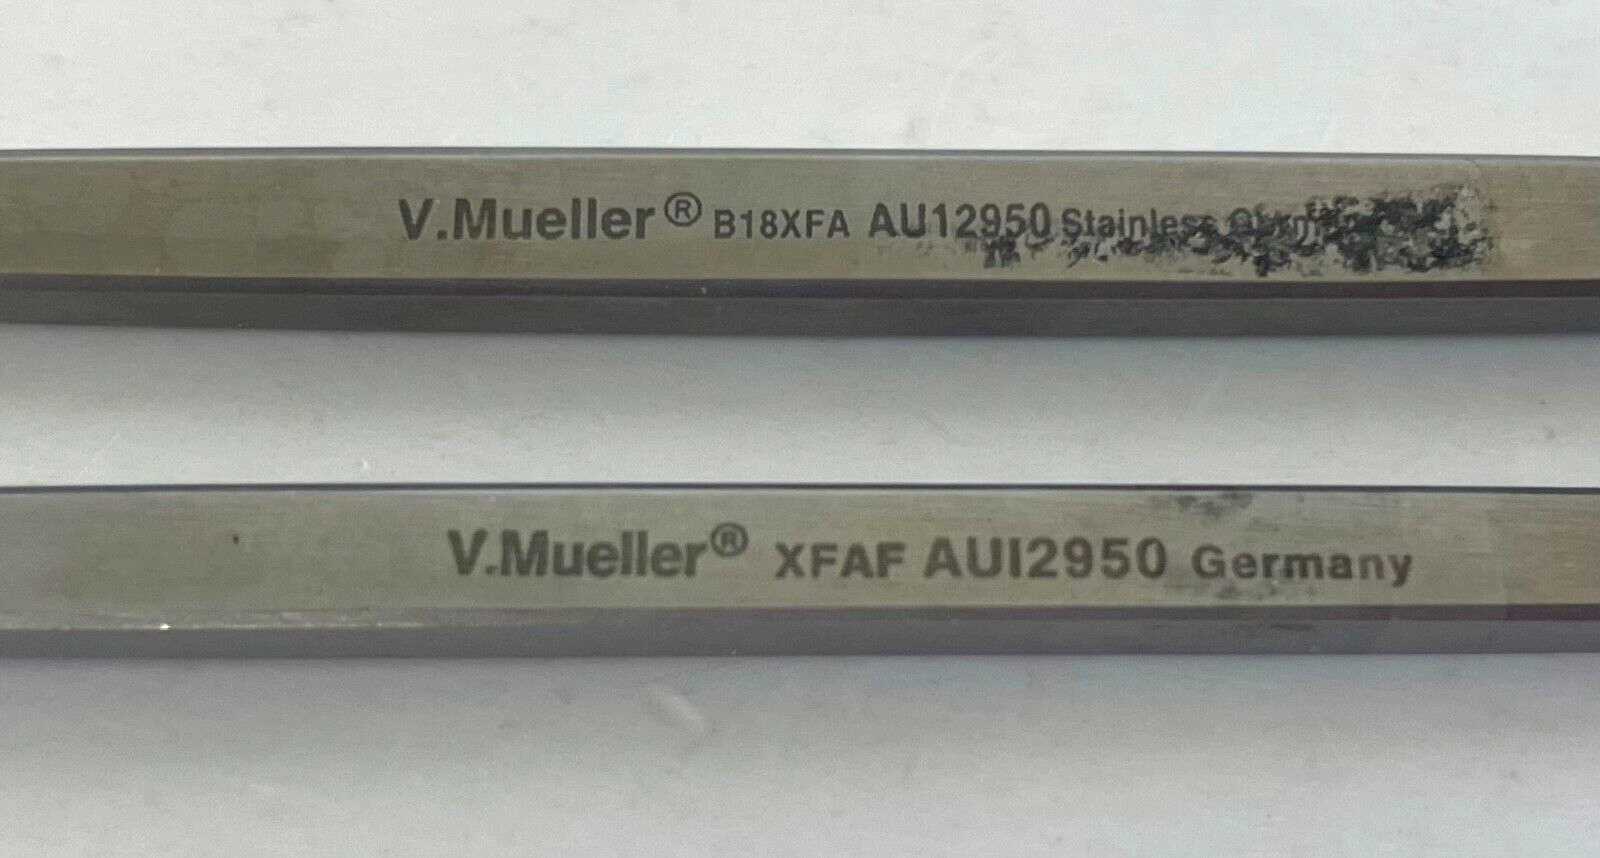 V.Mueller® B18XFA AU12950 Stainless
V.Mueller® XFAF AUI2950 Germany